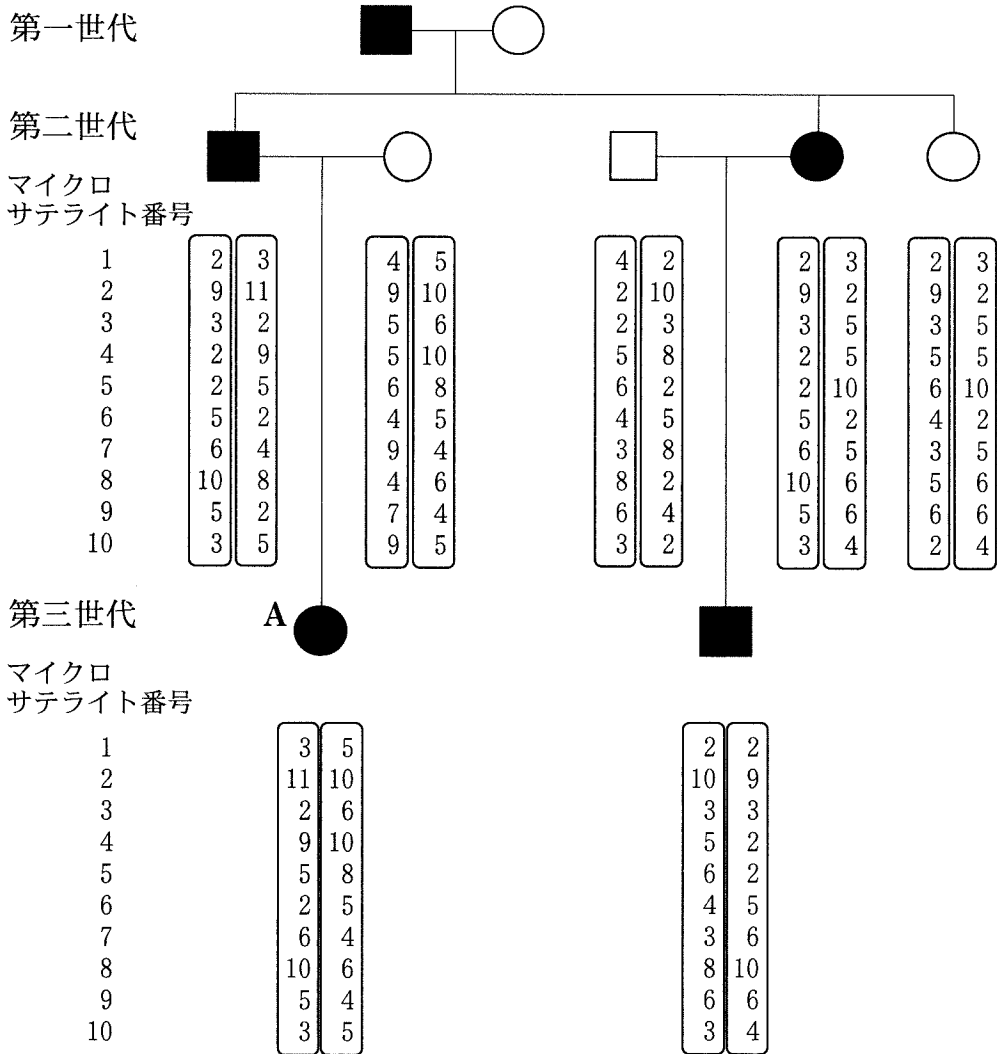 第一世代
第二世代
マイクロ
サテライト番号
1 2 3 4 5 4 2 2 3 2 3
2 9 11 9 10 2 10 9 2 9 2
3 3 2 5 6 2 3 3 5 3 5
4 2 9 5 10 5 8 2 5 5 5
5 2 5 6 8 6 2 2 10 6 10
6 5 2 4 5 4 5 5 2 4 2
7 6 4 9 4 3 8 6 5 3 5
8 10 8 4 6 8 2 10 6 5 6
9 5 2 7 4 6 4 5 6 6 6
10 3 5 9 5 3 2 3 4 2 4
第三世代
A
マイクロ
サテライト番号
1 3 5 2 2
2 11 10 10 9
3 2 6 3 3
4 9 10 5 2
5 5 8 6 2
6 2 5 4 5
7 6 4 3 6
8 10 6 8 10
9 5 4 6 6
10 3 5 3 4